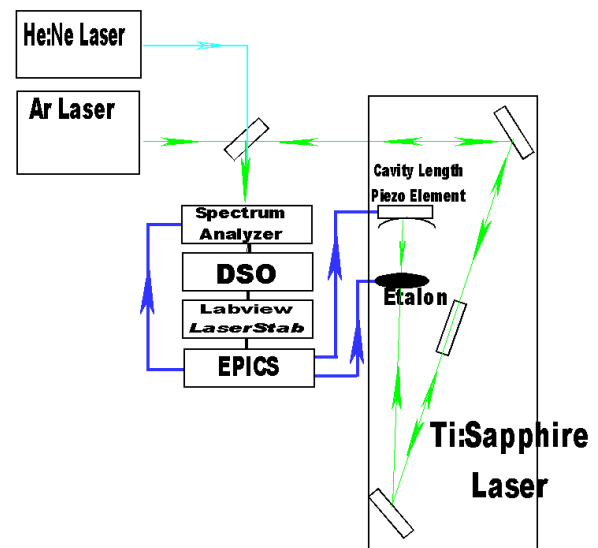 He:Ne Laser
Ar Laser
Cavity Length
Piezo Element
Spectrum
Analyzer
DSO
Etalon
Labview
LaserStab
EPICS
Ti:Sapphire
Laser